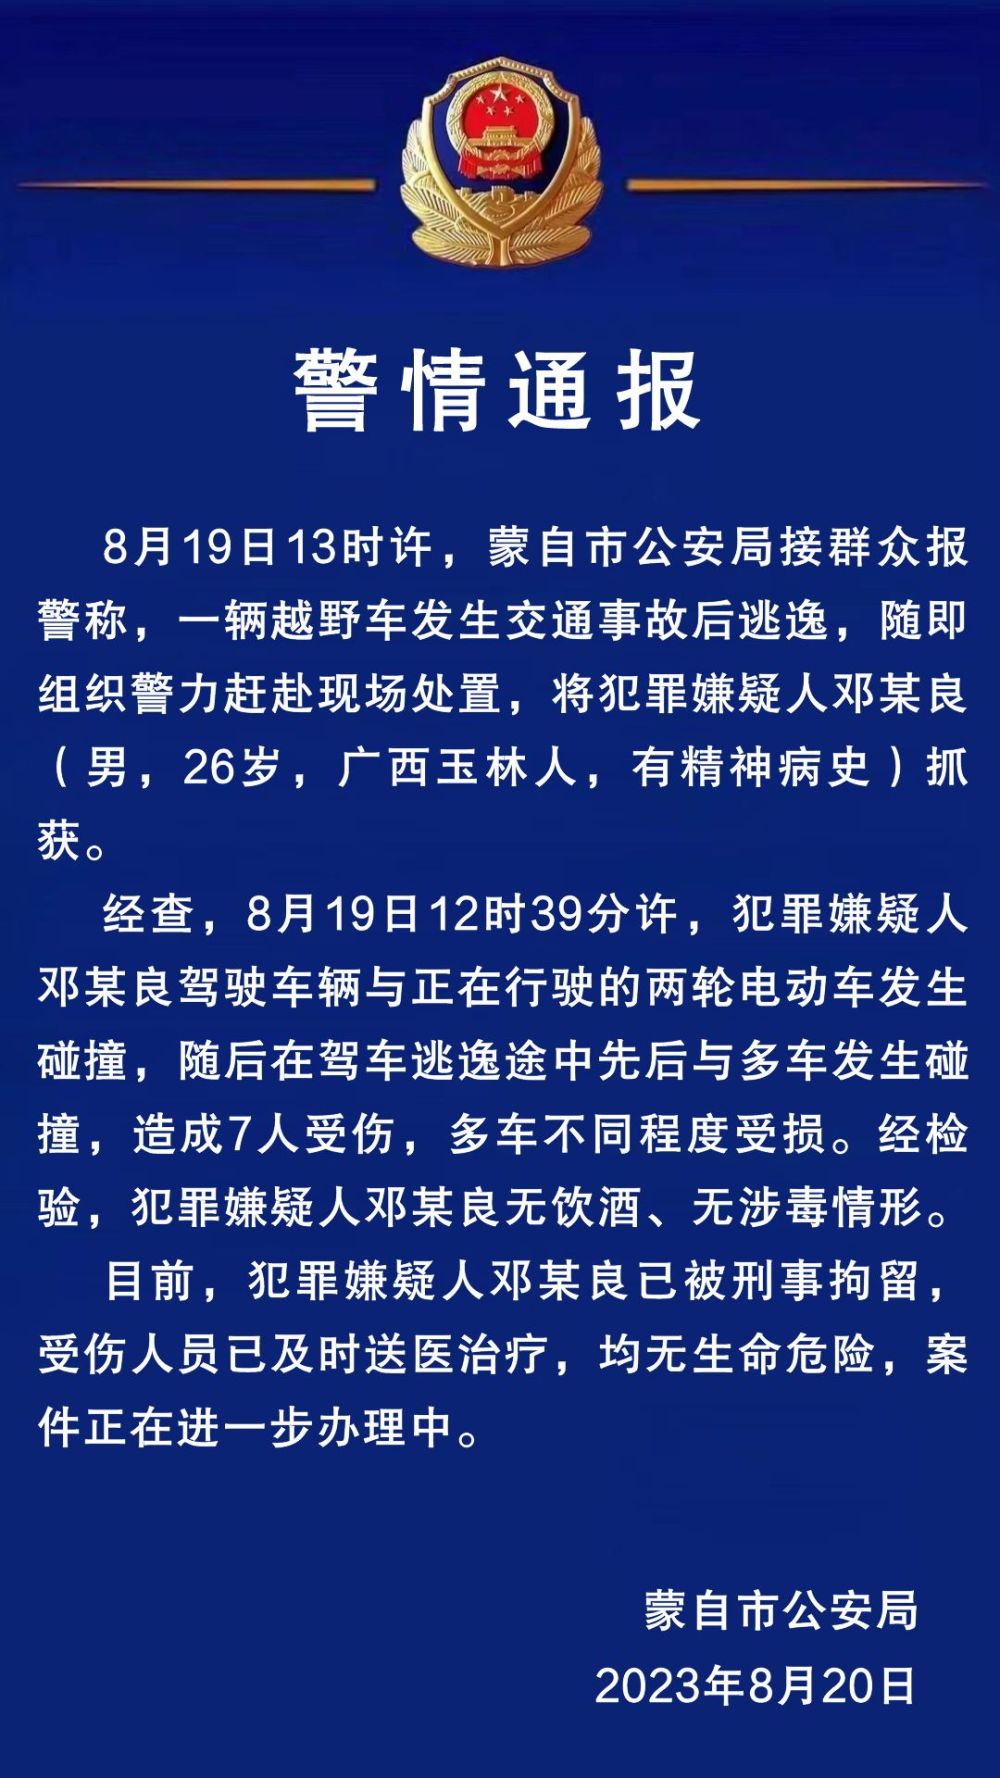 警情通报
8月19日13时许，蒙自市公安局接群众报
警称，一辆越野车发生交通事故后逃逸，随即
组织警力赶赴现场处置，将犯罪嫌疑人邓某良
（男，26岁，广西玉林人，有精神病史）抓
获。
经查，8月19日12时39分许，犯罪嫌疑人
邓某良驾驶车辆与正在行驶的两轮电动车发生
碰撞，随后在驾车逃逸途中先后与多车发生碰
撞，造成7人受伤，多车不同程度受损。经检
验，犯罪嫌疑人邓某良无饮酒、无涉毒情形。
目前，犯罪嫌疑人邓某良已被刑事拘留，
受伤人员已及时送医治疗，均无生命危险，案
件正在进一步办理中。
蒙自市公安局
2023年8月20日